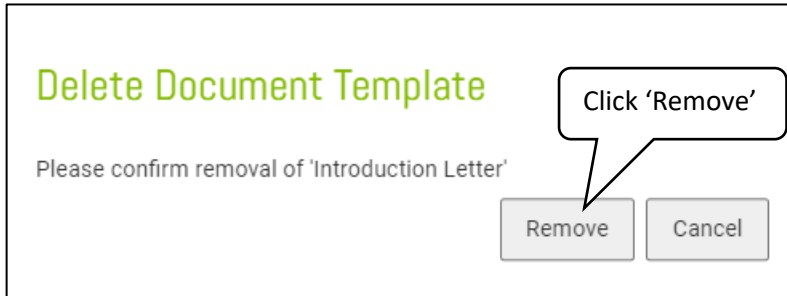 Delete Document Template
Click ‘Remove’
Please confirm removal of 'Introduction Letter'
Remove
Cancel